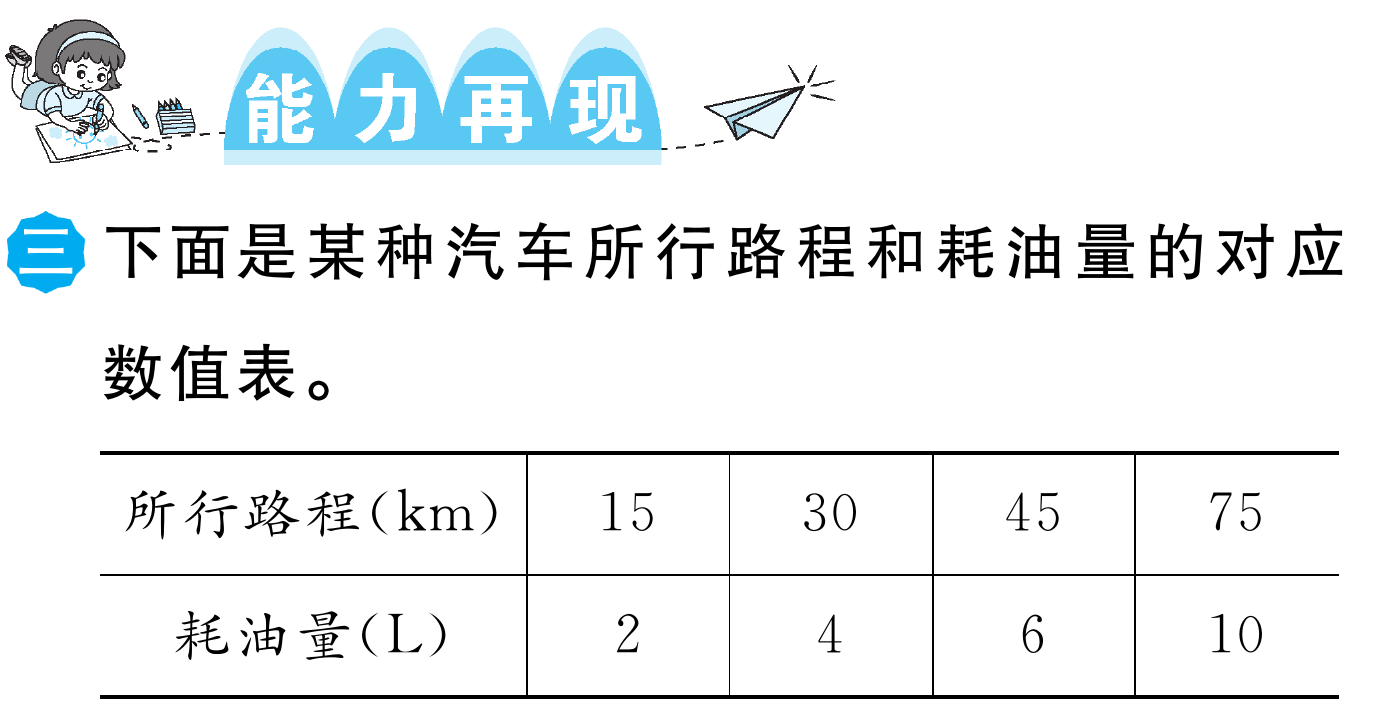 能力再现
三 下面是某种汽车所行路程和耗油量的对应
数值表。
所行路程(km) 15 30 45 75
耗油量(L) 2 4 6 10